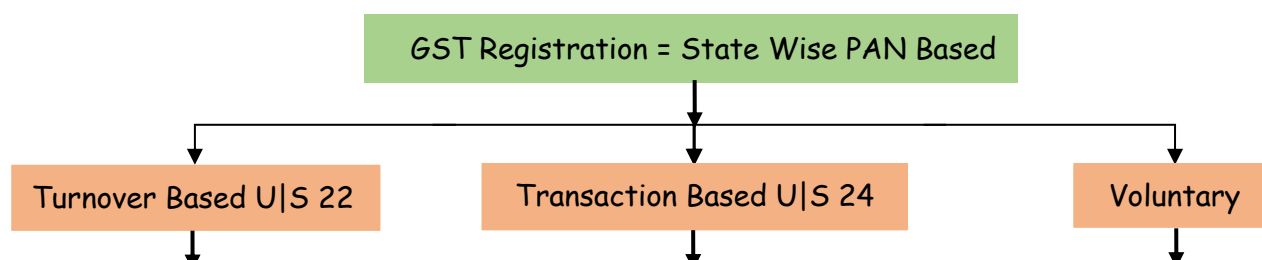 GST Registration = State Wise PAN Based
Turnover Based U|S 22
Transaction Based U|S 24
Voluntary